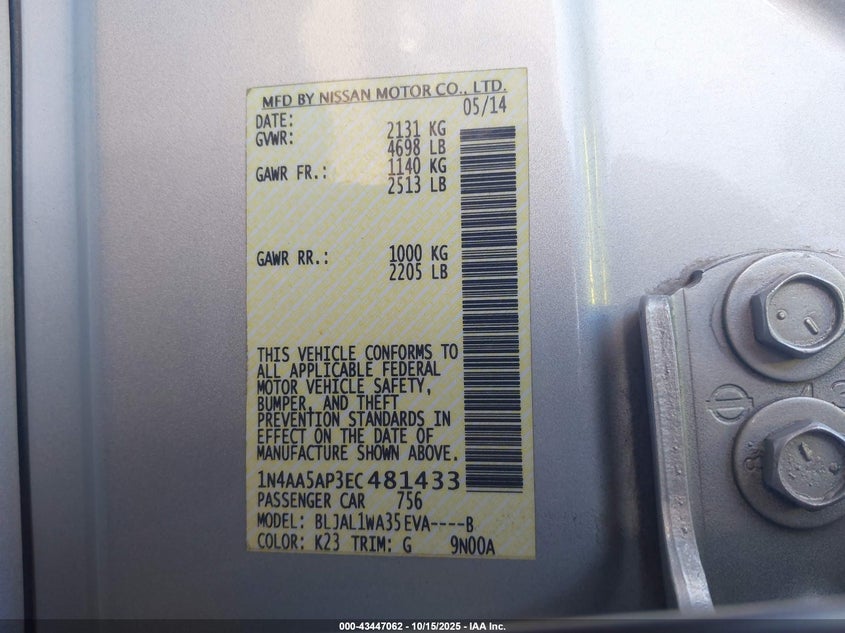 MFD BY NISSAN MOTOR CO., LTD.
DATE: 05/14
GVWR: 2131 KG
4698 LB
GAWR FR.: 1140 KG
2513 LB
GAWR RR.: 1000 KG
2205 LB
THIS VEHICLE CONFORMS TO
ALL APPLICABLE FEDERAL
MOTOR VEHICLE SAFETY,
BUMPER, AND THEFT
PREVENTION STANDARDS IN
EFFECT ON THE DATE OF
MANUFACTURE SHOWN ABOVE.
1N4AA5AP3EC481433
PASSENGER CAR 756
MODEL: BLJAL1WA35EVA----B
COLOR: K23 TRIM: G 9N00A
000-43447062 - 10/15/2025 - IAA Inc.